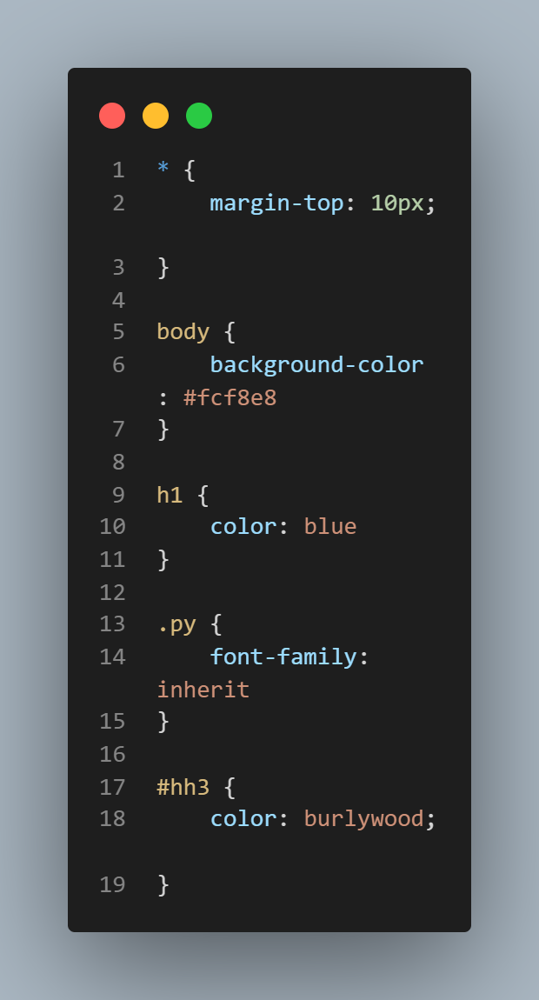 1 * {
2     margin-top: 10px;
3 }
4
5 body {
6     background-color
: #fcf8e8
7 }
8
9 h1 {
10     color: blue
11 }
12
13 .py {
14     font-family:
inherit
15 }
16
17 #hh3 {
18     color: burlywood;
19 }